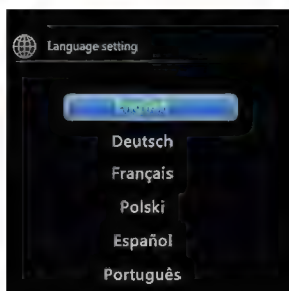 Language setting
Deutsch
Français
Polski
Español
Português